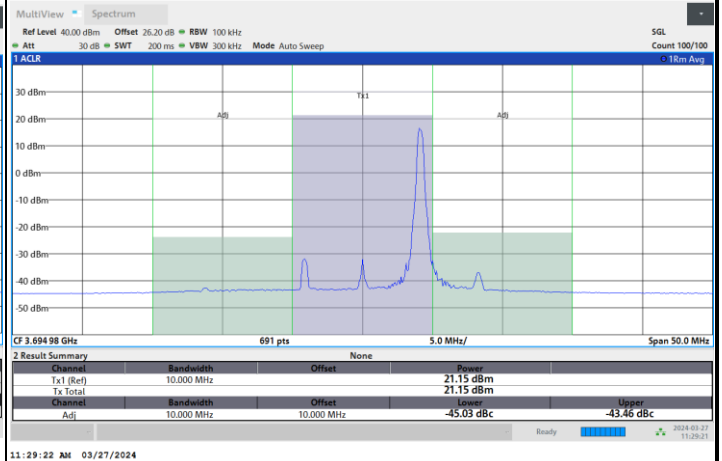 MultiView Spectrum
Ref Level 40.00 dBm Offset 26.20 dB RBW 100 kHz SGL
Att 30 dB SWT 200 ms VBW 300 kHz Mode Auto Sweep Count 100/100
1 ACLR 1Rm Avg
30 dBm
Tx1
20 dBm Adj Adj
10 dBm
0 dBm
-10 dBm
-20 dBm
-30 dBm
-40 dBm
-50 dBm
CF 3.694 98 GHz 691 pts 5.0 MHz/ Span 50.0 MHz
2 Result Summary None
Channel Bandwidth Offset Power
Tx1 (Ref) 10.000 MHz 21.15 dBm
Tx Total 21.15 dBm
Channel Bandwidth Offset Lower Upper
Adj 10.000 MHz 10.000 MHz -45.03 dBc -43.46 dBc
Ready 2024-03-27
11:29:21
11:29:22 AM 03/27/2024